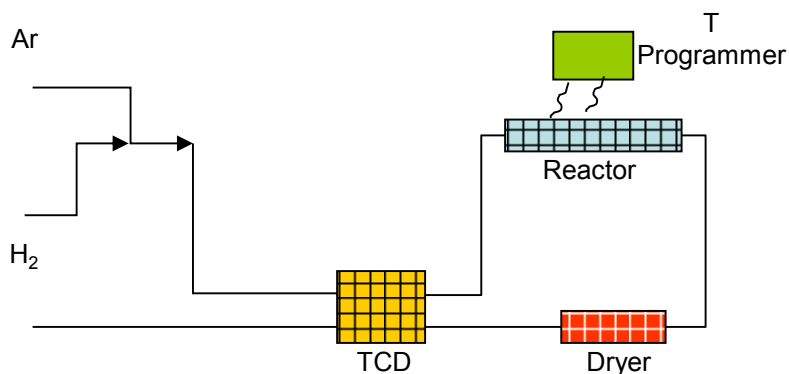 Ar
T
Programmer
Reactor
H₂
TCD
Dryer